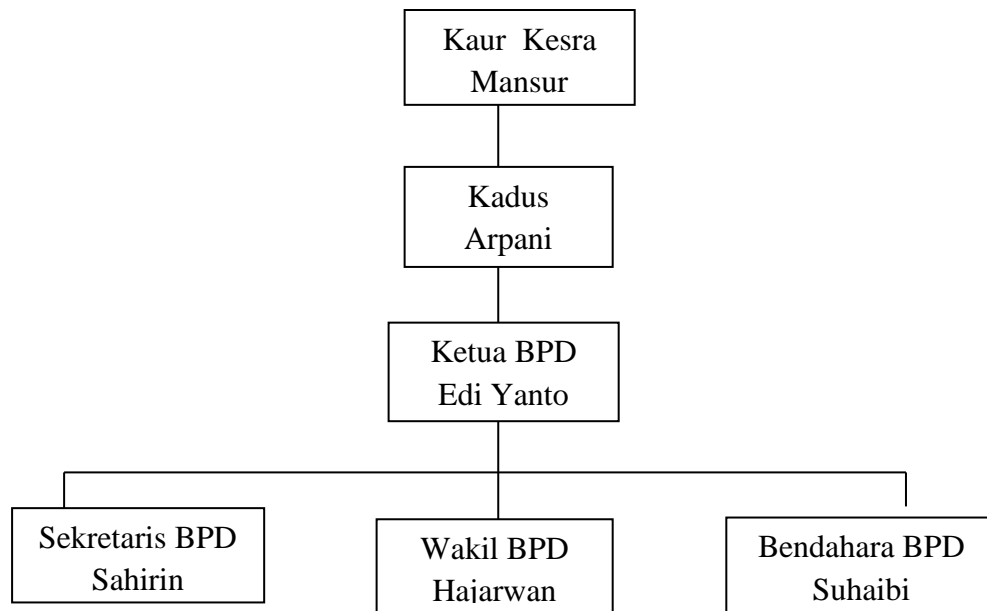 Kaur  Kesra
Mansur
Kadus
Arpani
Ketua BPD
Edi Yanto
Sekretaris BPD
Sahirin
Wakil BPD
Hajarwan
Bendahara BPD
Suhaibi